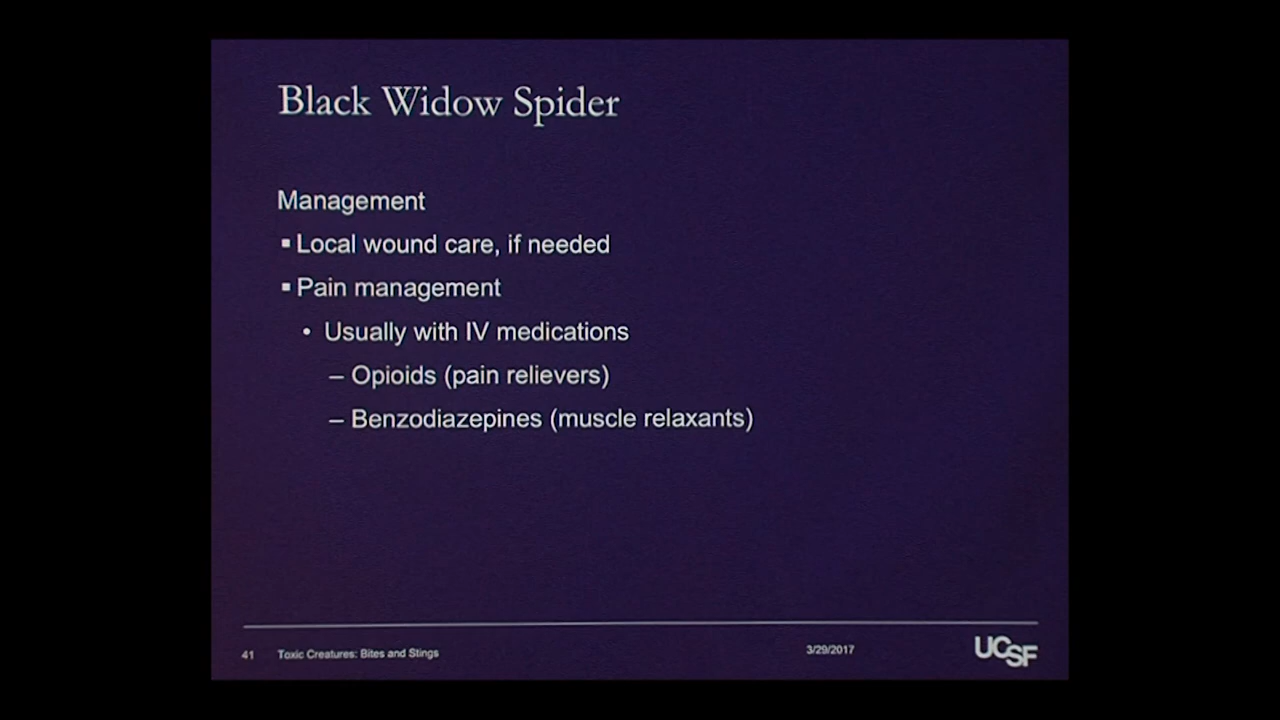 Black Widow Spider
Management
▪ Local wound care, if needed
▪ Pain management
• Usually with IV medications
– Opioids (pain relievers)
– Benzodiazepines (muscle relaxants)
41 Toxic Creatures: Bites and Stings 3/29/2017 UCSF